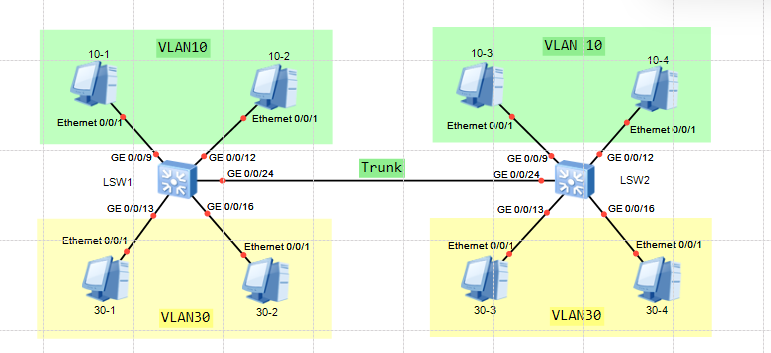 VLAN10
10-1
10-2
Ethernet 0/0/1
Ethernet 0/0/1
GE 0/0/9
GE 0/0/12
LSW1
GE 0/0/24
GE 0/0/13
GE 0/0/16
Ethernet 0/0/1
Ethernet 0/0/1
30-1
30-2
VLAN30
Trunk
VLAN 10
10-3
10-4
Ethernet 0/0/1
Ethernet 0/0/1
GE 0/0/9
GE 0/0/12
GE 0/0/24
LSW2
GE 0/0/13
GE 0/0/16
Ethernet 0/0/1
Ethernet 0/0/1
30-3
30-4
VLAN30